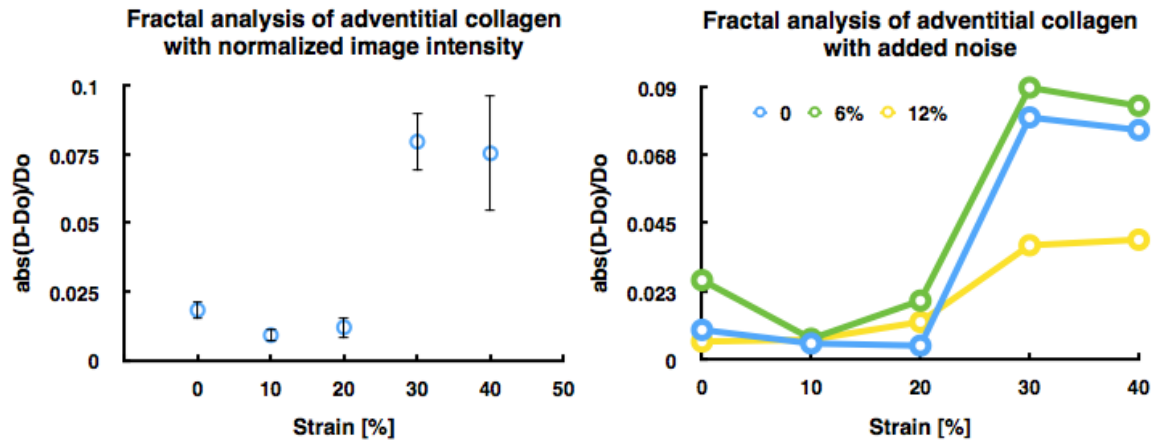 Fractal analysis of adventitial collagen
with normalized image intensity
0.1
0.075
0.05
0.025
0
abs(D-Do)/Do
0 10 20 30 40 50
Strain [%]
Fractal analysis of adventitial collagen
with added noise
0 6% 12%
0.09
0.068
0.045
0.023
0
abs(D-Do)/Do
0 10 20 30 40
Strain [%]